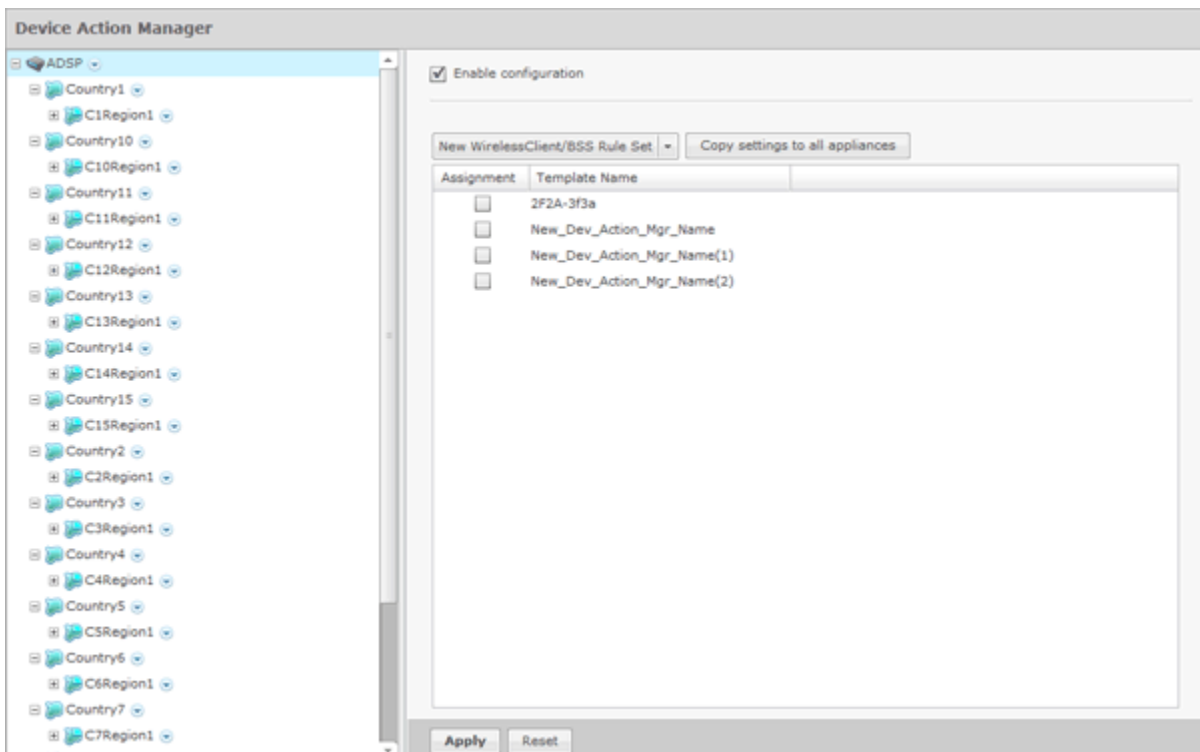 Device Action Manager
ADSP
Country1
C1Region1
Country10
C10Region1
Country11
C11Region1
Country12
C12Region1
Country13
C13Region1
Country14
C14Region1
Country15
C15Region1
Country2
C2Region1
Country3
C3Region1
Country4
C4Region1
Country5
C5Region1
Country6
C6Region1
Country7
C7Region1
Enable configuration
New WirelessClient/BSS Rule Set
Copy settings to all appliances
Assignment Template Name
2F2A-3f3a
New_Dev_Action_Mgr_Name
New_Dev_Action_Mgr_Name(1)
New_Dev_Action_Mgr_Name(2)
Apply Reset